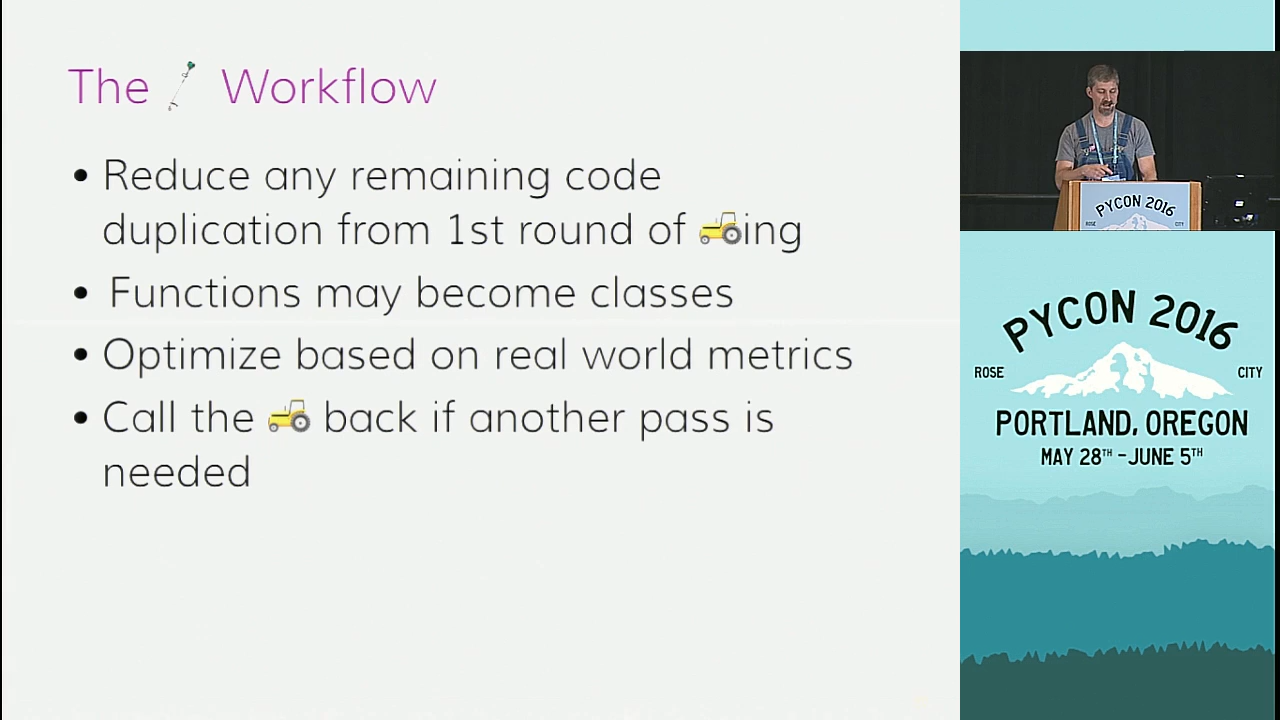 The Workflow
• Reduce any remaining code
duplication from 1st round of 🚜ing
• Functions may become classes
• Optimize based on real world metrics
• Call the 🚜 back if another pass is
needed
PYCON 2016
ROSE CITY
PYCON 2016
ROSE CITY
PORTLAND, OREGON
MAY 28TH - JUNE 5TH